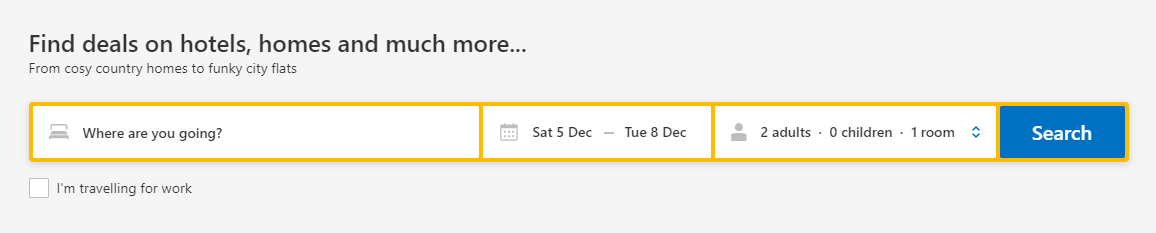 Find deals on hotels, homes and much more...
From cosy country homes to funky city flats
Where are you going?
Sat 5 Dec — Tue 8 Dec
2 adults · 0 children · 1 room
Search
I'm travelling for work